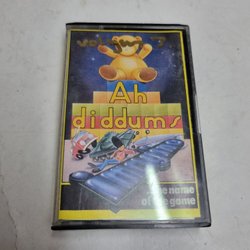 Ah
diddums
the name
of the game